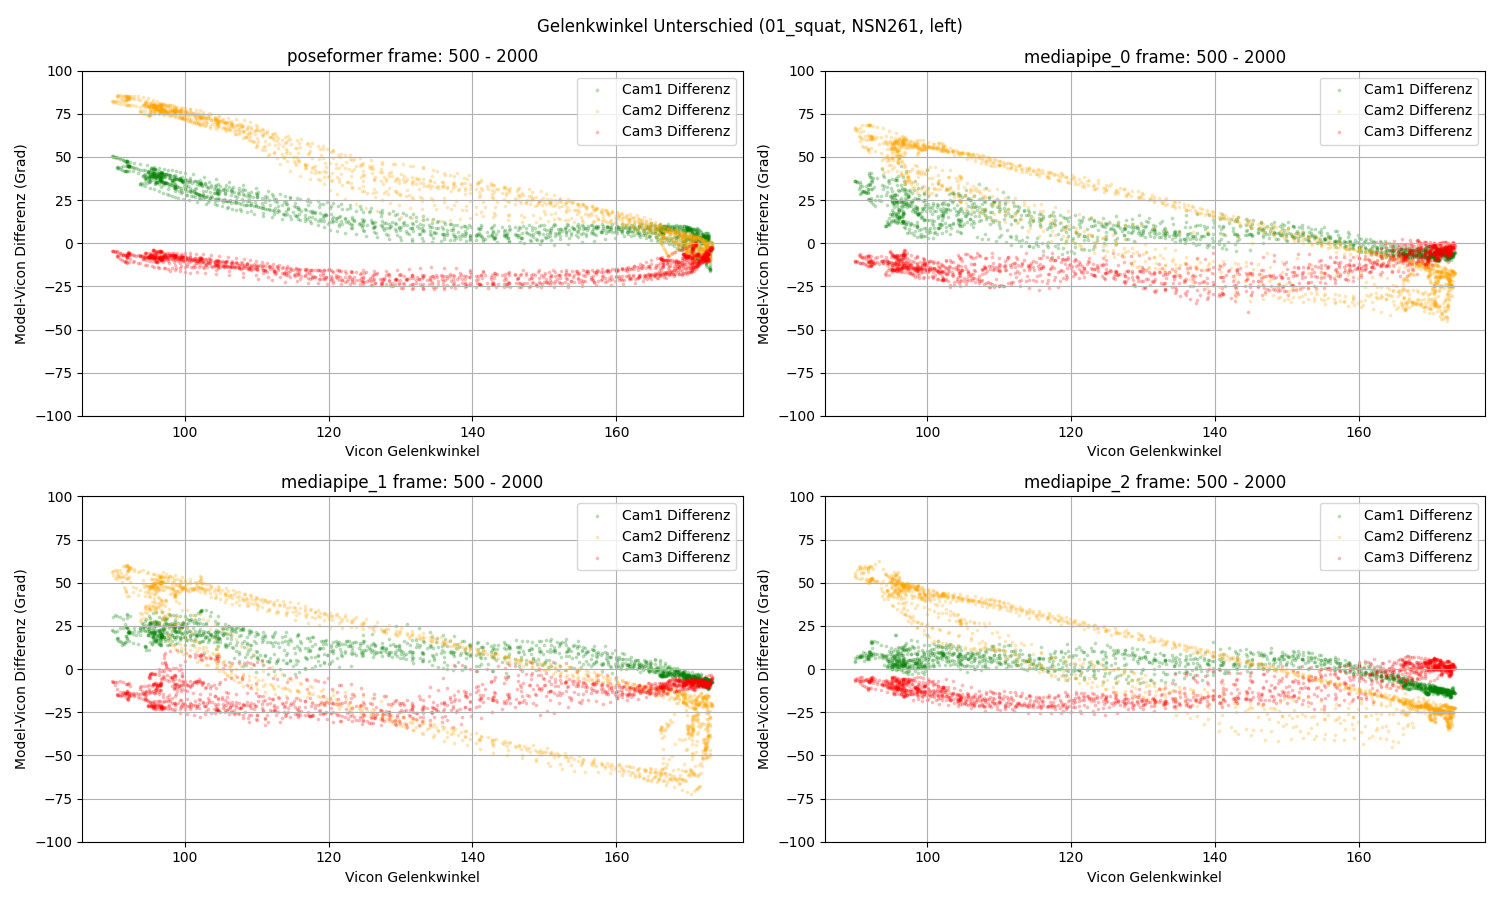 Gelenkwinkel Unterschied (01_squat, NSN261, left)
poseformer frame: 500 - 2000
Model-Vicon Differenz (Grad)
100
75
50
25
0
−25
−50
−75
−100
Cam1 Differenz
Cam2 Differenz
Cam3 Differenz
100 120 140 160
Vicon Gelenkwinkel
mediapipe_0 frame: 500 - 2000
Model-Vicon Differenz (Grad)
100
75
50
25
0
−25
−50
−75
−100
Cam1 Differenz
Cam2 Differenz
Cam3 Differenz
100 120 140 160
Vicon Gelenkwinkel
mediapipe_1 frame: 500 - 2000
Model-Vicon Differenz (Grad)
100
75
50
25
0
−25
−50
−75
−100
Cam1 Differenz
Cam2 Differenz
Cam3 Differenz
100 120 140 160
Vicon Gelenkwinkel
mediapipe_2 frame: 500 - 2000
Model-Vicon Differenz (Grad)
100
75
50
25
0
−25
−50
−75
−100
Cam1 Differenz
Cam2 Differenz
Cam3 Differenz
100 120 140 160
Vicon Gelenkwinkel